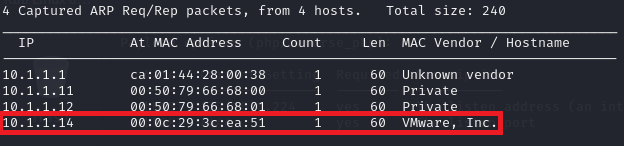 4 Captured ARP Req/Rep packets, from 4 hosts.   Total size: 240
IP            At MAC Address     Count     Len  MAC Vendor / Hostname
10.1.1.1        ca:01:44:28:00:38      1      60  Unknown vendor
10.1.1.11       00:50:79:66:68:00      1      60  Private
10.1.1.12       00:50:79:66:68:01      1      60  Private
10.1.1.14       00:0c:29:3c:ea:51      1      60  VMware, Inc.